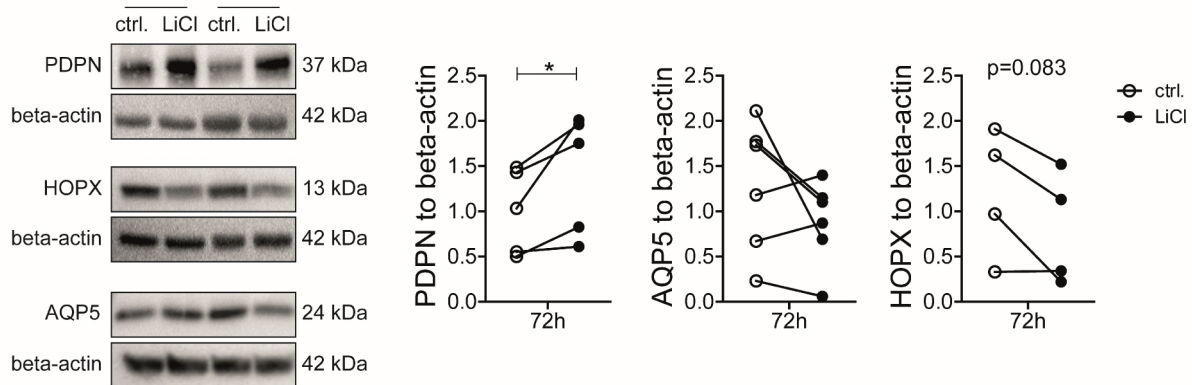 ctrl. LiCl ctrl. LiCl
PDPN 37 kDa
beta-actin 42 kDa
HOPX 13 kDa
beta-actin 42 kDa
AQP5 24 kDa
beta-actin 42 kDa
PDPN to beta-actin
2.5
2.0
1.5
1.0
0.5
0.0
*
72h
AQP5 to beta-actin
2.5
2.0
1.5
1.0
0.5
0.0
72h
HOPX to beta-actin
2.5
2.0
1.5
1.0
0.5
0.0
p=0.083
72h
ctrl.
LiCl